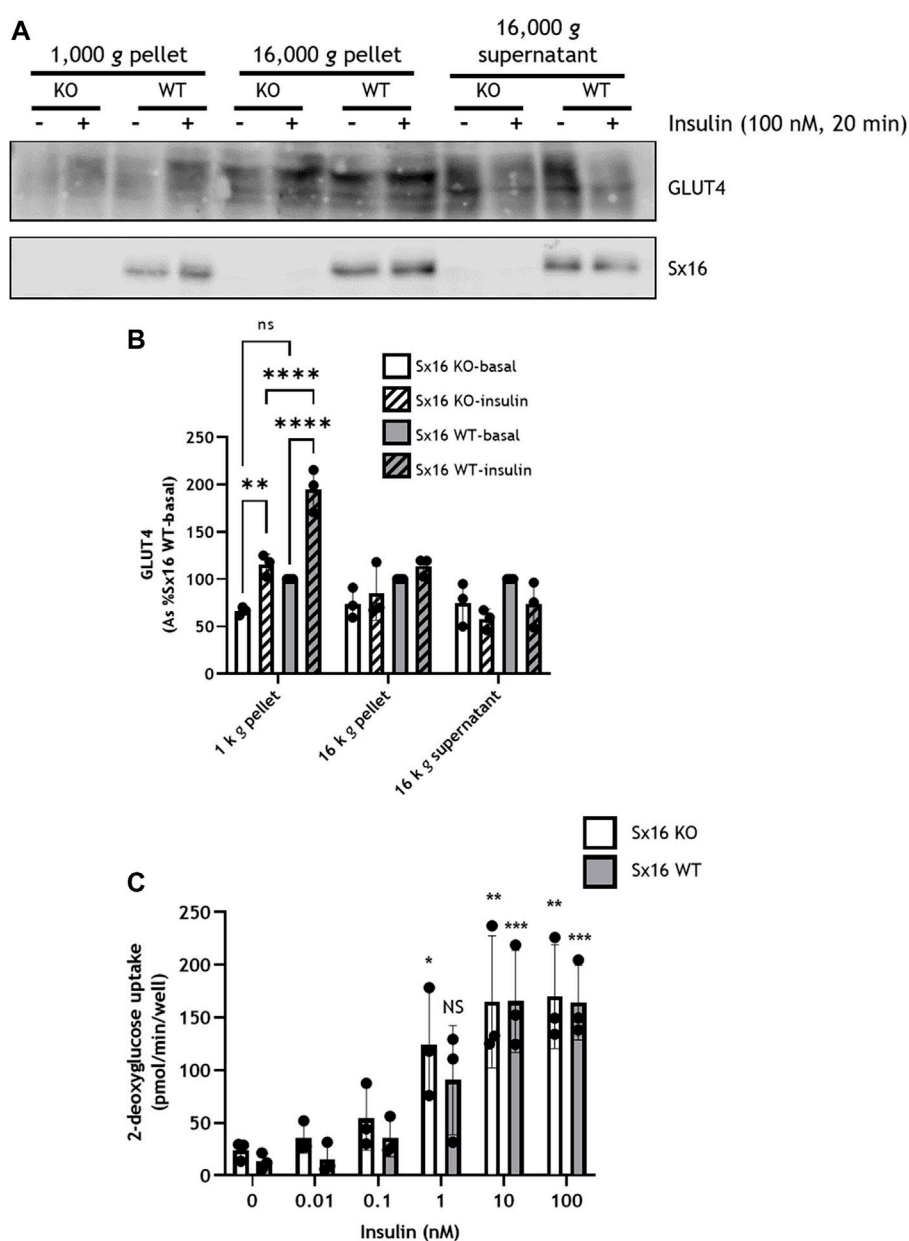 A
1,000 g pellet 16,000 g pellet 16,000 g supernatant
KO WT KO WT KO WT
- + - + - + - + - + - + Insulin (100 nM, 20 min)
GLUT4
Sx16
B
ns
****
****
**
Sx16 KO-basal
Sx16 KO-insulin
Sx16 WT-basal
Sx16 WT-insulin
GLUT4
(As %Sx16 WT-basal)
250
200
150
100
50
0
1 k g pellet 16 k g pellet 16 k g supernatant
Sx16 KO
Sx16 WT
C
2-deoxyglucose uptake
(pmol/min/well)
250
200
150
100
50
0
* NS ** *** ** ***
0 0.01 0.1 1 10 100
Insulin (nM)